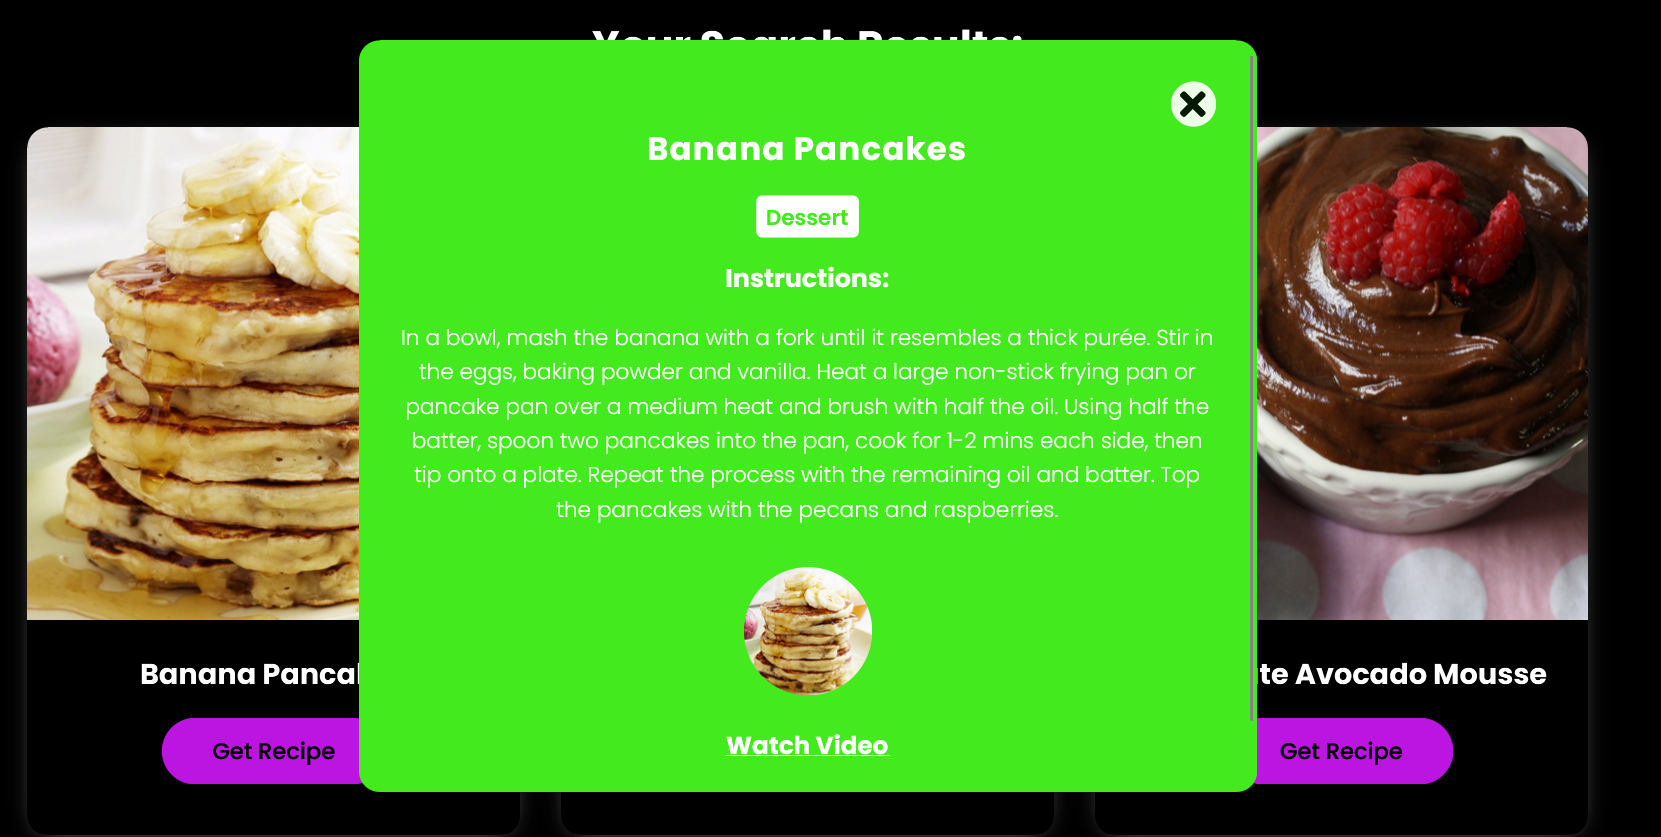 Your Search Results:
Banana Pancakes
Dessert
Instructions:
In a bowl, mash the banana with a fork until it resembles a thick purée. Stir in
the eggs, baking powder and vanilla. Heat a large non-stick frying pan or
pancake pan over a medium heat and brush with half the oil. Using half the
batter, spoon two pancakes into the pan, cook for 1-2 mins each side, then
tip onto a plate. Repeat the process with the remaining oil and batter. Top
the pancakes with the pecans and raspberries.
Watch Video
Banana Panca
te Avocado Mousse
Get Recipe
Get Recipe